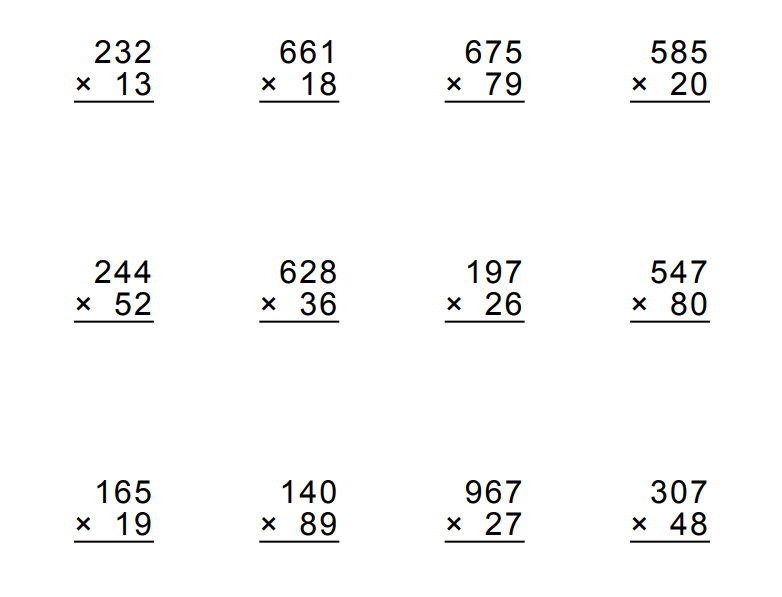 232 661 675 585
× 13 × 18 × 79 × 20
244 628 197 547
× 52 × 36 × 26 × 80
165 140 967 307
× 19 × 89 × 27 × 48